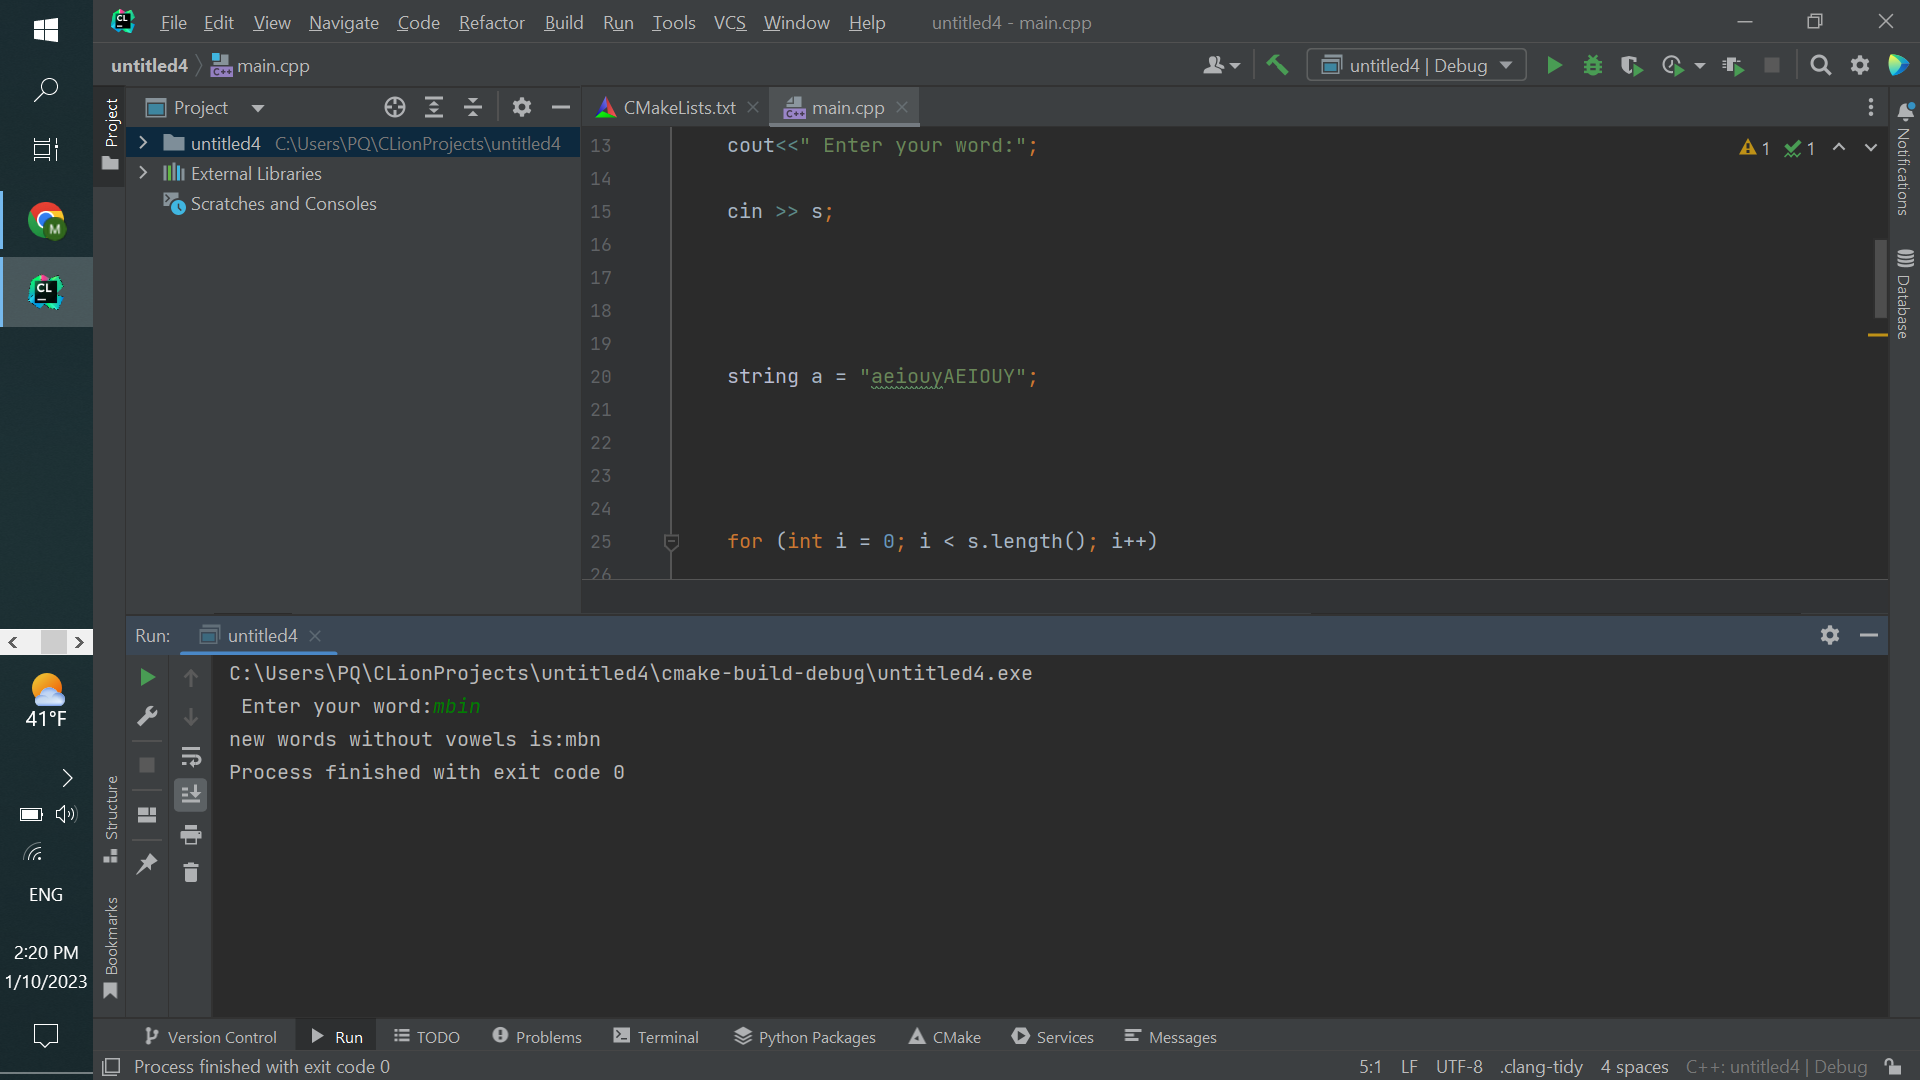 File Edit View Navigate Code Refactor Build Run Tools VCS Window Help untitled4 - main.cpp
untitled4 main.cpp
untitled4 | Debug
Project
Project
CMakeLists.txt
main.cpp
untitled4 C:\Users\PQ\CLionProjects\untitled4
External Libraries
Scratches and Consoles
13 cout<<" Enter your word:";
14
15 cin >> s;
16
17
18
19
20 string a = "aeiouyAEIOUY";
21
22
23
24
25 for (int i = 0; i < s.length(); i++)
26
1 1
Notifications
Database
Run: untitled4
C:\Users\PQ\CLionProjects\untitled4\cmake-build-debug\untitled4.exe
Enter your word:mbin
new words without vowels is:mbn
Process finished with exit code 0
Structure
Bookmarks
M
CL
41°F
ENG
2:20 PM
1/10/2023
Version Control Run TODO Problems Terminal Python Packages CMake Services Messages
Process finished with exit code 0
5:1 LF UTF-8 .clang-tidy 4 spaces C++: untitled4 | Debug